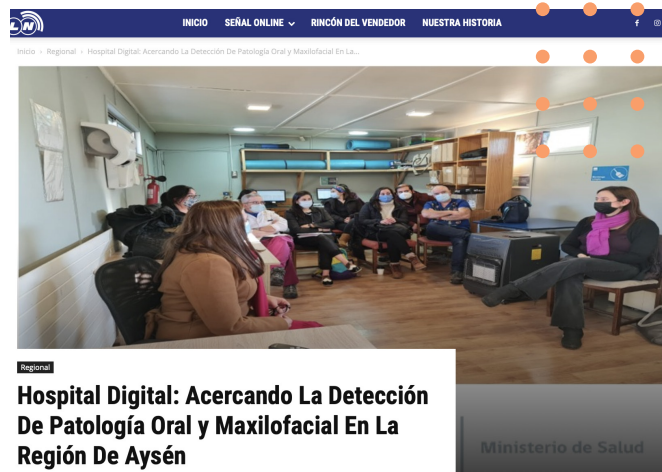 LN
INICIO SEÑAL ONLINE RINCÓN DEL VENDEDOR NUESTRA HISTORIA
Inicio › Regional › Hospital Digital: Acercando La Detección De Patología Oral y Maxilofacial En La...
Regional
Hospital Digital: Acercando La Detección
De Patología Oral y Maxilofacial En La
Región De Aysén
Ministerio de Salud